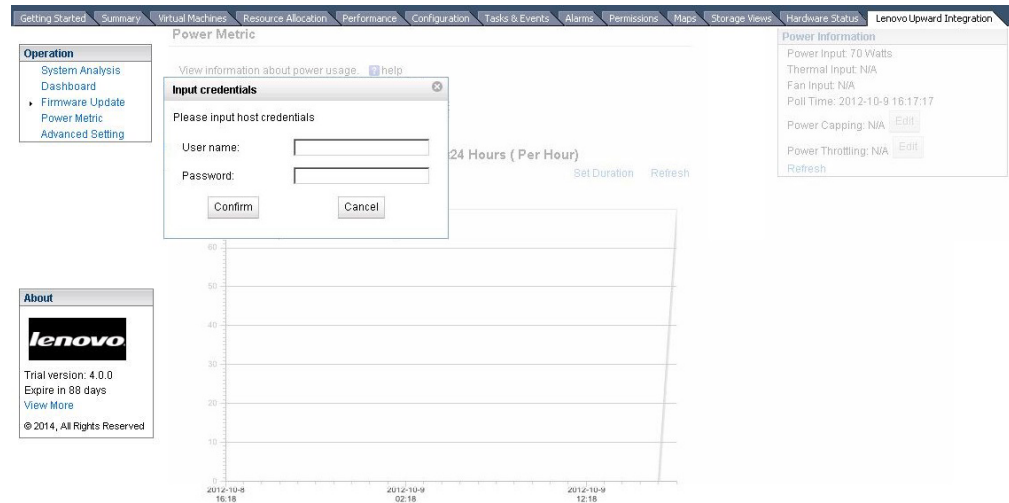 Getting Started Summary Virtual Machines Resource Allocation Performance Configuration Tasks & Events Alarms Permissions Maps Storage Views Hardware Status Lenovo Upward Integration
Operation
System Analysis
Dashboard
Firmware Update
Power Metric
Advanced Setting
Power Metric
View information about power usage. ? help
Input credentials
Please input host credentials
User name:
Password:
Confirm Cancel
24 Hours ( Per Hour)
Set Duration Refresh
60
50
40
30
20
10
0
2012-10-8
16:18
2012-10-9
02:18
2012-10-9
12:18
Power Information
Power Input: 70 Watts
Thermal Input: N/A
Fan Input: N/A
Poll Time: 2012-10-9 16:17:17
Power Capping: N/A Edit
Power Throttling: N/A Edit
Refresh
About
lenovo
Trial version: 4.0.0
Expire in 88 days
View More
© 2014, All Rights Reserved